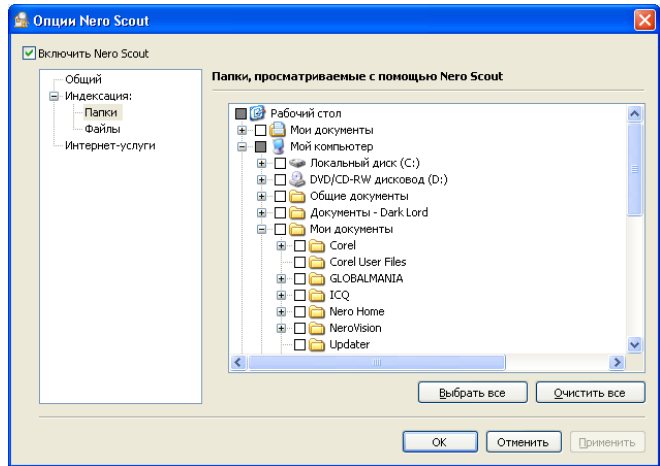 Опции Nero Scout
Включить Nero Scout
Общий
Индексация:
Папки
Файлы
Интернет-услуги
Папки, просматриваемые с помощью Nero Scout
Рабочий стол
Мои документы
Мой компьютер
Локальный диск (C:)
DVD/CD-RW дисковод (D:)
Общие документы
Документы - Dark Lord
Мои документы
Corel
Corel User Files
GLOBALMANIA
ICQ
Nero Home
NeroVision
Updater
Выбрать все
Очистить все
OK
Отменить
Применить